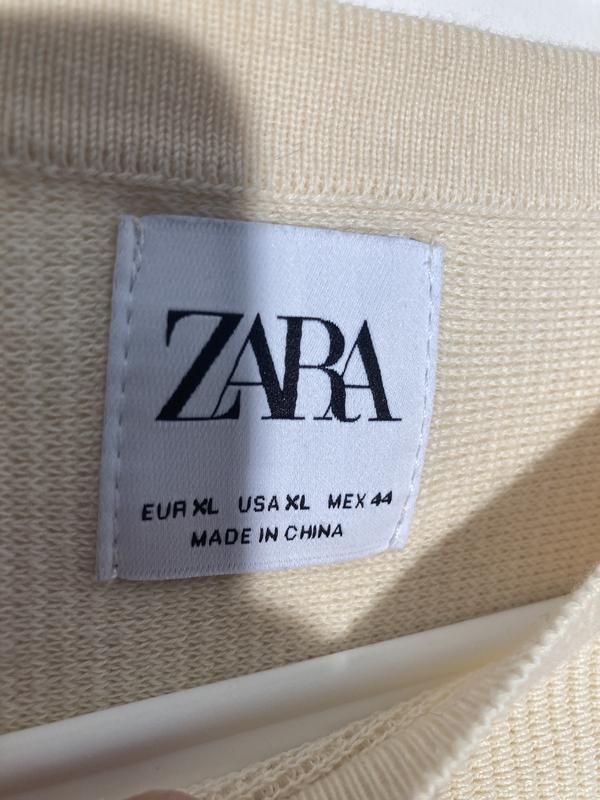 ZARA
EUR XL USA XL MEX 44
MADE IN CHINA